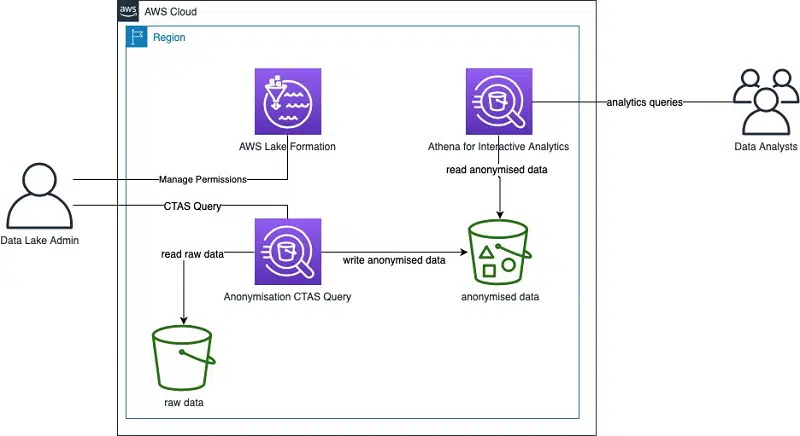 aws
AWS Cloud
Region
AWS Lake Formation
Athena for Interactive Analytics
analytics queries
Data Analysts
read anonymised data
Manage Permissions
CTAS Query
Data Lake Admin
read raw data
write anonymised data
Anonymisation CTAS Query
anonymised data
raw data